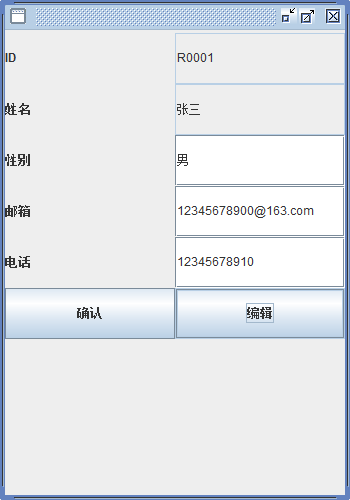 ID R0001
姓名 张三
性别 男
邮箱 12345678900@163.com
电话 12345678910
确认 编辑